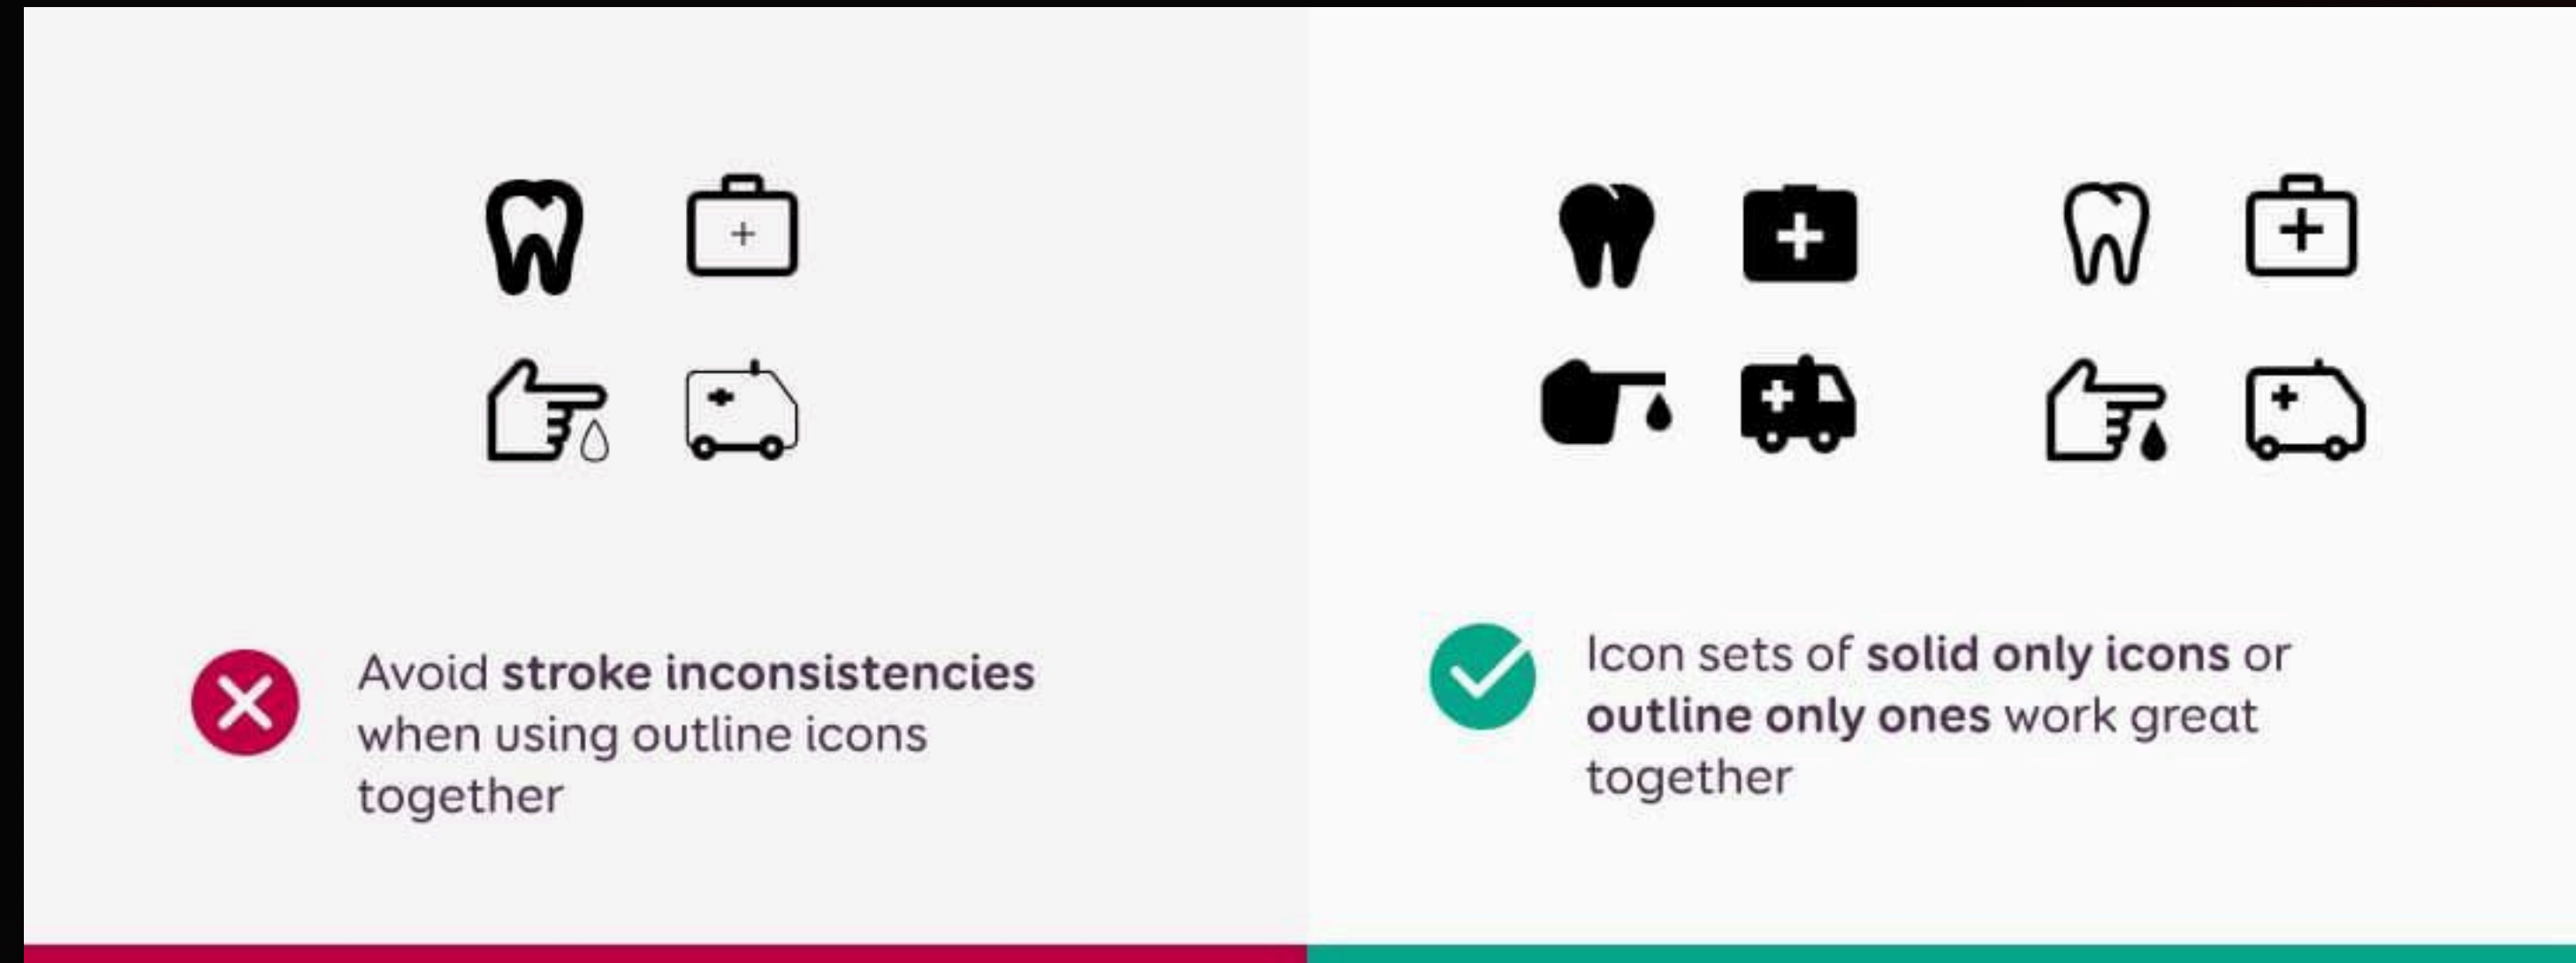 Avoid stroke inconsistencies
when using outline icons
together
Icon sets of solid only icons or
outline only ones work great
together